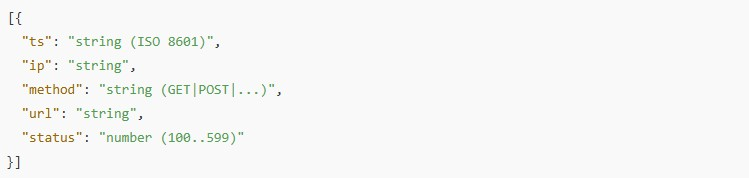 [{
  "ts": "string (ISO 8601)",
  "ip": "string",
  "method": "string (GET|POST|...)",
  "url": "string",
  "status": "number (100..599)"
}]